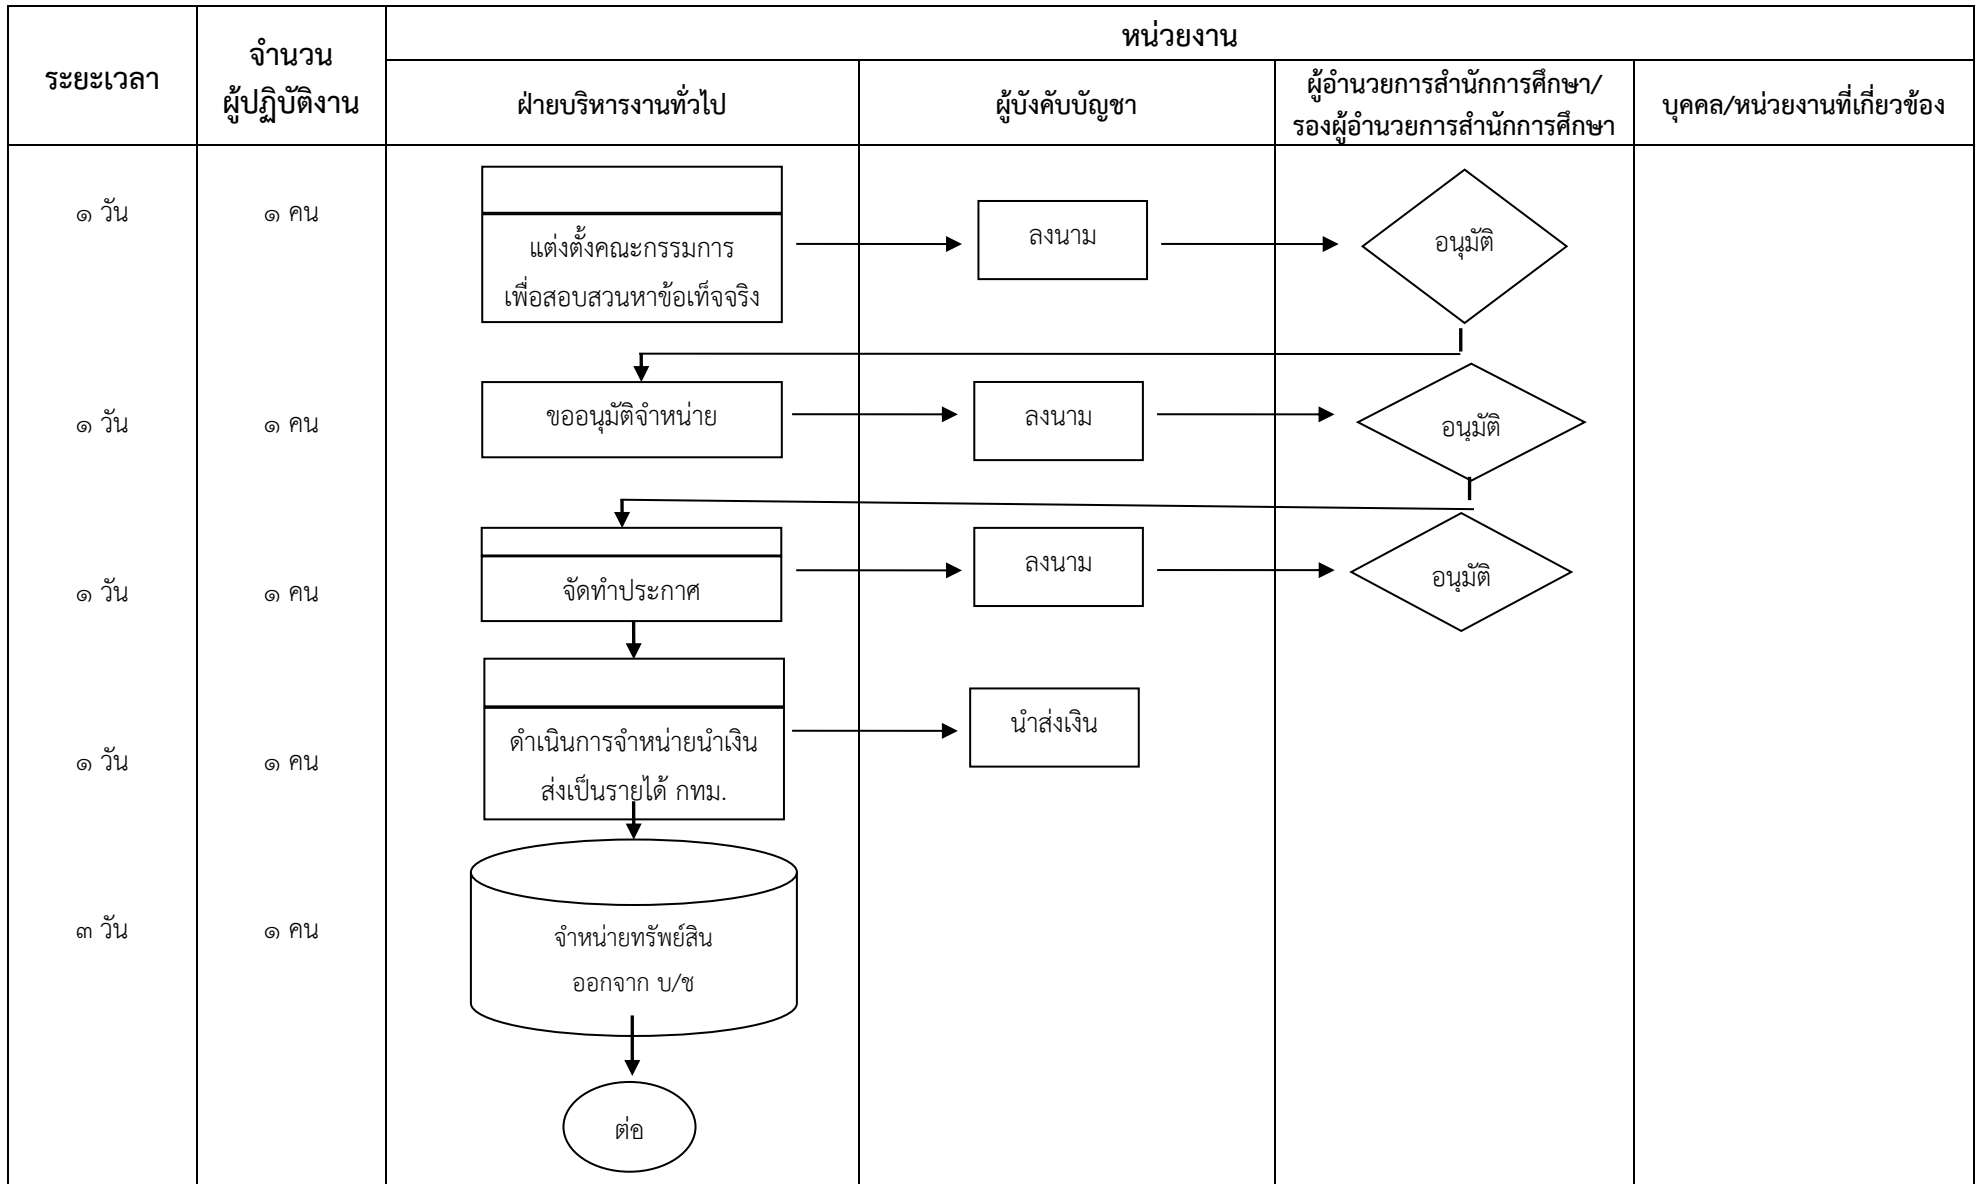 ระยะเวลา
จำนวน
ผู้ปฏิบัติงาน
หน่วยงาน
ฝ่ายบริหารงานทั่วไป
ผู้บังคับบัญชา
ผู้อำนวยการสำนักการศึกษา/
รองผู้อำนวยการสำนักการศึกษา
บุคคล/หน่วยงานที่เกี่ยวข้อง
๑ วัน
๑ คน
แต่งตั้งคณะกรรมการ
เพื่อสอบสวนหาข้อเท็จจริง
ลงนาม
อนุมัติ
๑ วัน
๑ คน
ขออนุมัติจำหน่าย
ลงนาม
อนุมัติ
๑ วัน
๑ คน
จัดทำประกาศ
ลงนาม
อนุมัติ
๑ วัน
๑ คน
ดำเนินการจำหน่ายนำเงิน
ส่งเป็นรายได้ กทม.
นำส่งเงิน
๓ วัน
๑ คน
จำหน่ายทรัพย์สิน
ออกจาก บ/ช
ต่อ